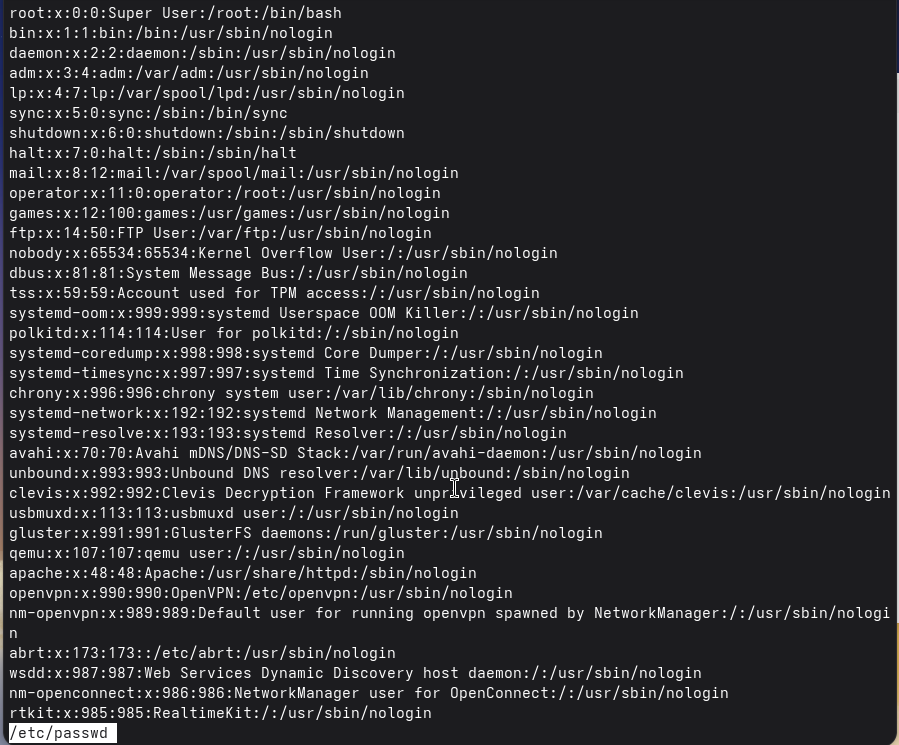 root:x:0:0:Super User:/root:/bin/bash
bin:x:1:1:bin:/bin:/usr/sbin/nologin
daemon:x:2:2:daemon:/sbin:/usr/sbin/nologin
adm:x:3:4:adm:/var/adm:/usr/sbin/nologin
lp:x:4:7:lp:/var/spool/lpd:/usr/sbin/nologin
sync:x:5:0:sync:/sbin:/bin/sync
shutdown:x:6:0:shutdown:/sbin:/sbin/shutdown
halt:x:7:0:halt:/sbin:/sbin/halt
mail:x:8:12:mail:/var/spool/mail:/usr/sbin/nologin
operator:x:11:0:operator:/root:/usr/sbin/nologin
games:x:12:100:games:/usr/games:/usr/sbin/nologin
ftp:x:14:50:FTP User:/var/ftp:/usr/sbin/nologin
nobody:x:65534:65534:Kernel Overflow User:/:/usr/sbin/nologin
dbus:x:81:81:System Message Bus:/:/usr/sbin/nologin
tss:x:59:59:Account used for TPM access:/:/usr/sbin/nologin
systemd-oom:x:999:999:systemd Userspace OOM Killer:/:/usr/sbin/nologin
polkitd:x:114:114:User for polkitd:/:/sbin/nologin
systemd-coredump:x:998:998:systemd Core Dumper:/:/usr/sbin/nologin
systemd-timesync:x:997:997:systemd Time Synchronization:/:/usr/sbin/nologin
chrony:x:996:996:chrony system user:/var/lib/chrony:/sbin/nologin
systemd-network:x:192:192:systemd Network Management:/:/usr/sbin/nologin
systemd-resolve:x:193:193:systemd Resolver:/:/usr/sbin/nologin
avahi:x:70:70:Avahi mDNS/DNS-SD Stack:/var/run/avahi-daemon:/usr/sbin/nologin
unbound:x:993:993:Unbound DNS resolver:/var/lib/unbound:/sbin/nologin
clevis:x:992:992:Clevis Decryption Framework unprivileged user:/var/cache/clevis:/usr/sbin/nologin
usbmuxd:x:113:113:usbmuxd user:/:/usr/sbin/nologin
gluster:x:991:991:GlusterFS daemons:/run/gluster:/usr/sbin/nologin
qemu:x:107:107:qemu user:/:/usr/sbin/nologin
apache:x:48:48:Apache:/usr/share/httpd:/sbin/nologin
openvpn:x:990:990:OpenVPN:/etc/openvpn:/usr/sbin/nologin
nm-openvpn:x:989:989:Default user for running openvpn spawned by NetworkManager:/:/usr/sbin/nologi
n
abrt:x:173:173::/etc/abrt:/usr/sbin/nologin
wsdd:x:987:987:Web Services Dynamic Discovery host daemon:/:/usr/sbin/nologin
nm-openconnect:x:986:986:NetworkManager user for OpenConnect:/:/usr/sbin/nologin
rtkit:x:985:985:RealtimeKit:/:/usr/sbin/nologin
/etc/passwd